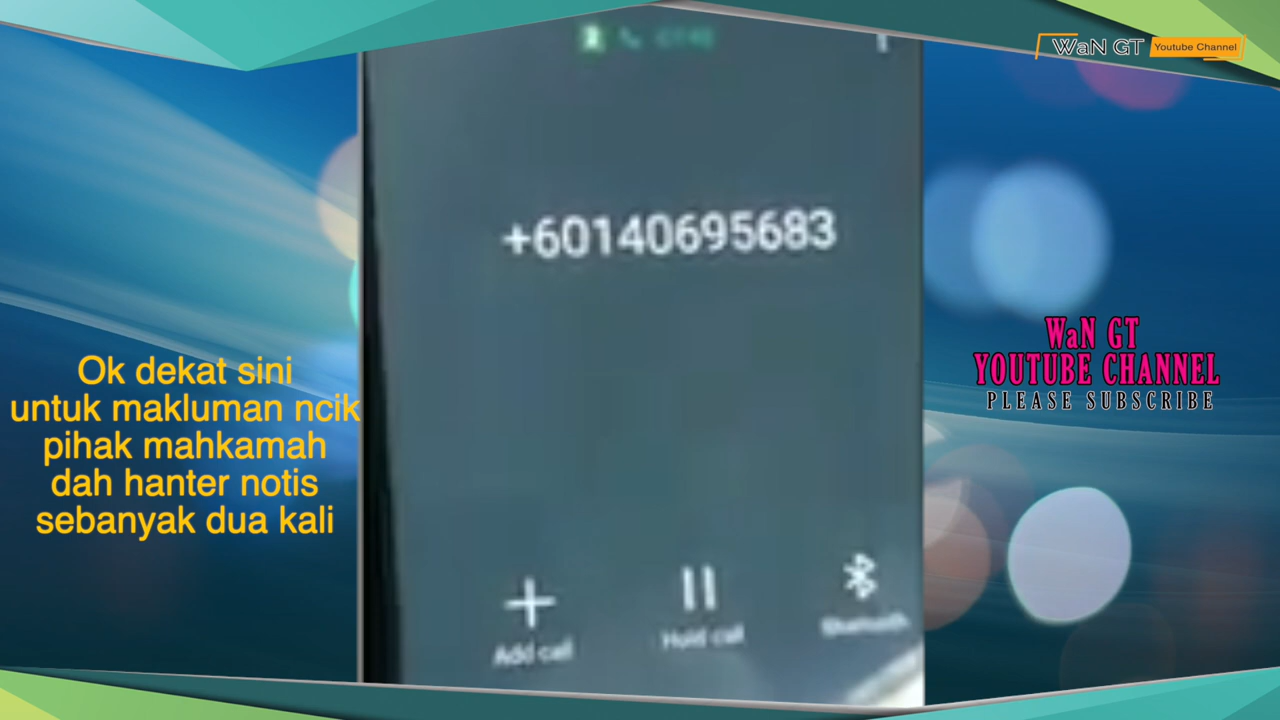 WaN GT
Youtube Channel
+60140695683
Ok dekat sini
untuk makluman ncik
pihak mahkamah
dah hanter notis
sebanyak dua kali
WaN GT
YOUTUBE CHANNEL
PLEASE SUBSCRIBE
Add call
Hold call
Bluetooth